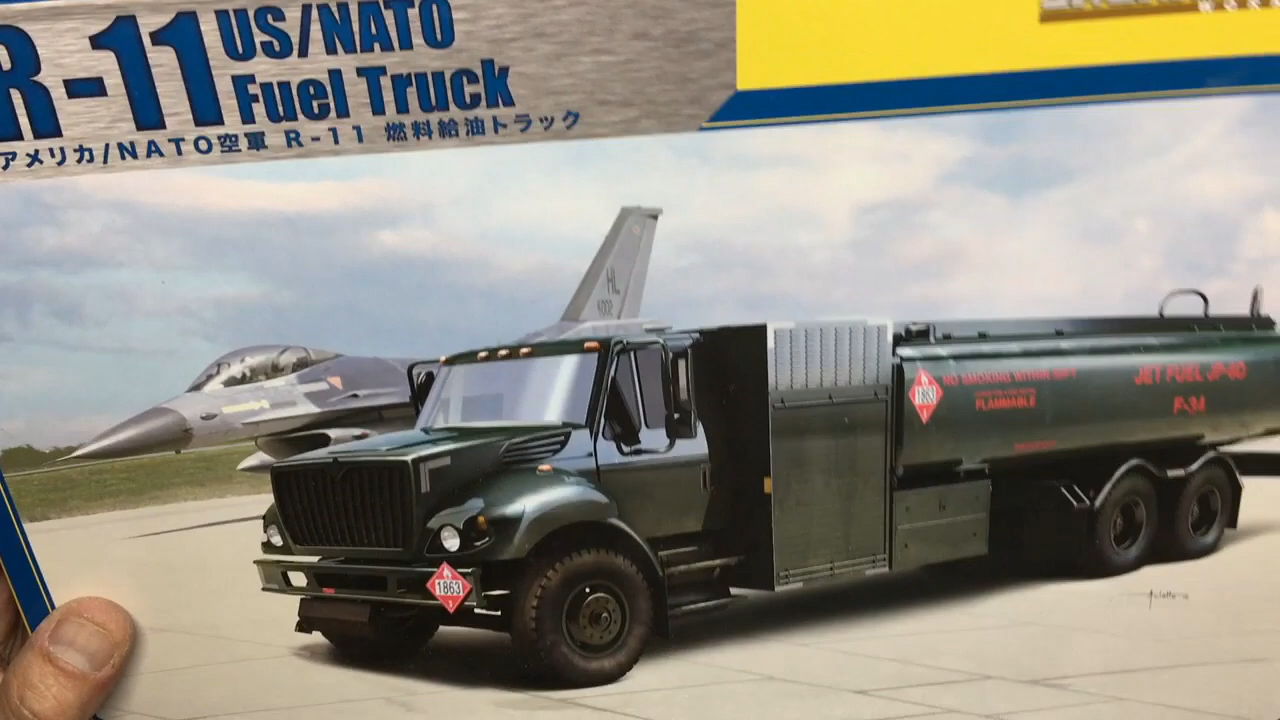 R-11 US/NATO
Fuel Truck
アメリカ/NATO空軍 R-11 燃料給油トラック
HL
1863
NO SMOKING WITHIN 50FT
FLAMMABLE
JET FUEL JP-8
F-34
1863